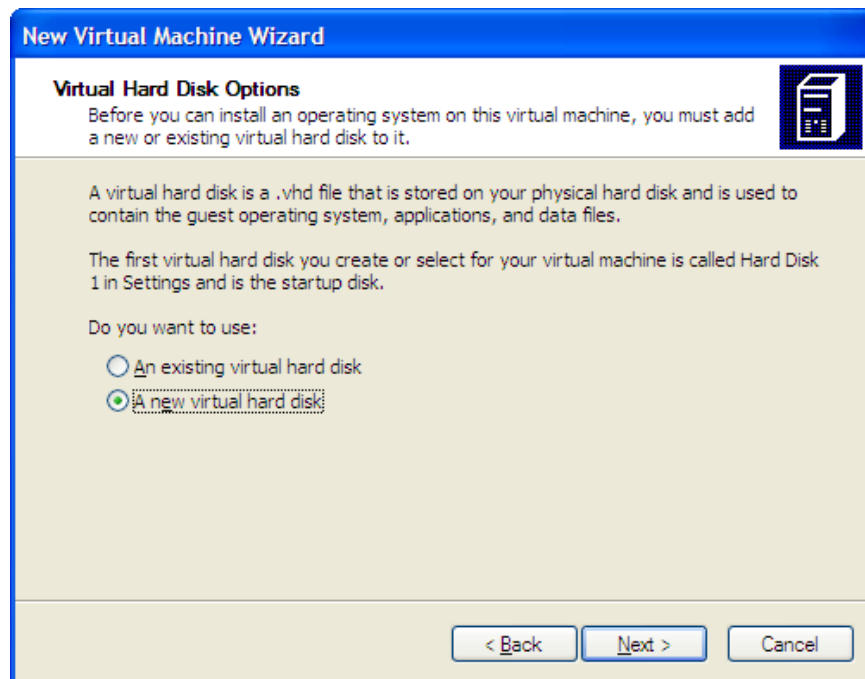 New Virtual Machine Wizard
Virtual Hard Disk Options
Before you can install an operating system on this virtual machine, you must add
a new or existing virtual hard disk to it.
A virtual hard disk is a .vhd file that is stored on your physical hard disk and is used to
contain the guest operating system, applications, and data files.
The first virtual hard disk you create or select for your virtual machine is called Hard Disk
1 in Settings and is the startup disk.
Do you want to use:
An existing virtual hard disk
A new virtual hard disk
< Back Next > Cancel